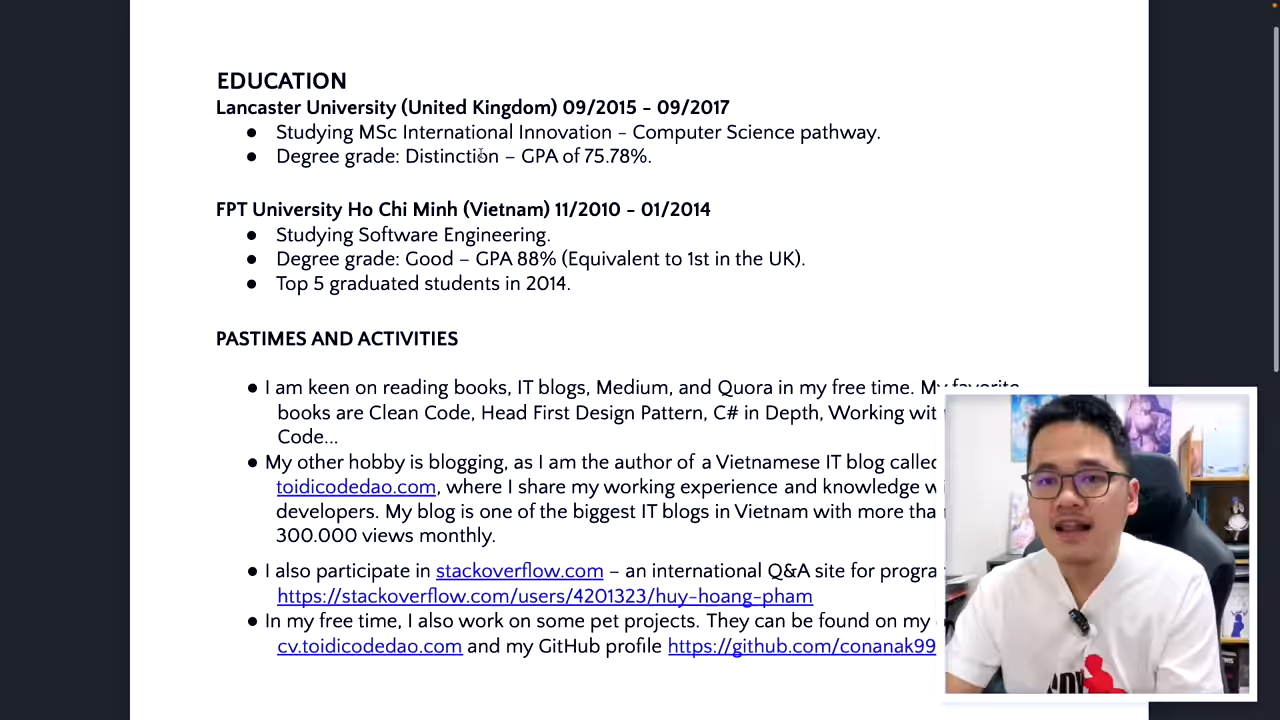 EDUCATION
Lancaster University (United Kingdom) 09/2015 - 09/2017
● Studying MSc International Innovation - Computer Science pathway.
● Degree grade: Distinction – GPA of 75.78%.
FPT University Ho Chi Minh (Vietnam) 11/2010 - 01/2014
● Studying Software Engineering.
● Degree grade: Good – GPA 88% (Equivalent to 1st in the UK).
● Top 5 graduated students in 2014.
PASTIMES AND ACTIVITIES
● I am keen on reading books, IT blogs, Medium, and Quora in my free time. My favorite
books are Clean Code, Head First Design Pattern, C# in Depth, Working
Code...
● My other hobby is blogging, as I am the author of a Vietnamese IT blog called
toidicodedao.com, where I share my working experience and knowledge
developers. My blog is one of the biggest IT blogs in Vietnam with more
300.000 views monthly.
● I also participate in stackoverflow.com – an international Q&A site for
https://stackoverflow.com/users/4201323/huy-hoang-pham
● In my free time, I also work on some pet projects. They can be found on my
cv.toidicodedao.com and my GitHub profile https://github.com/conanak99